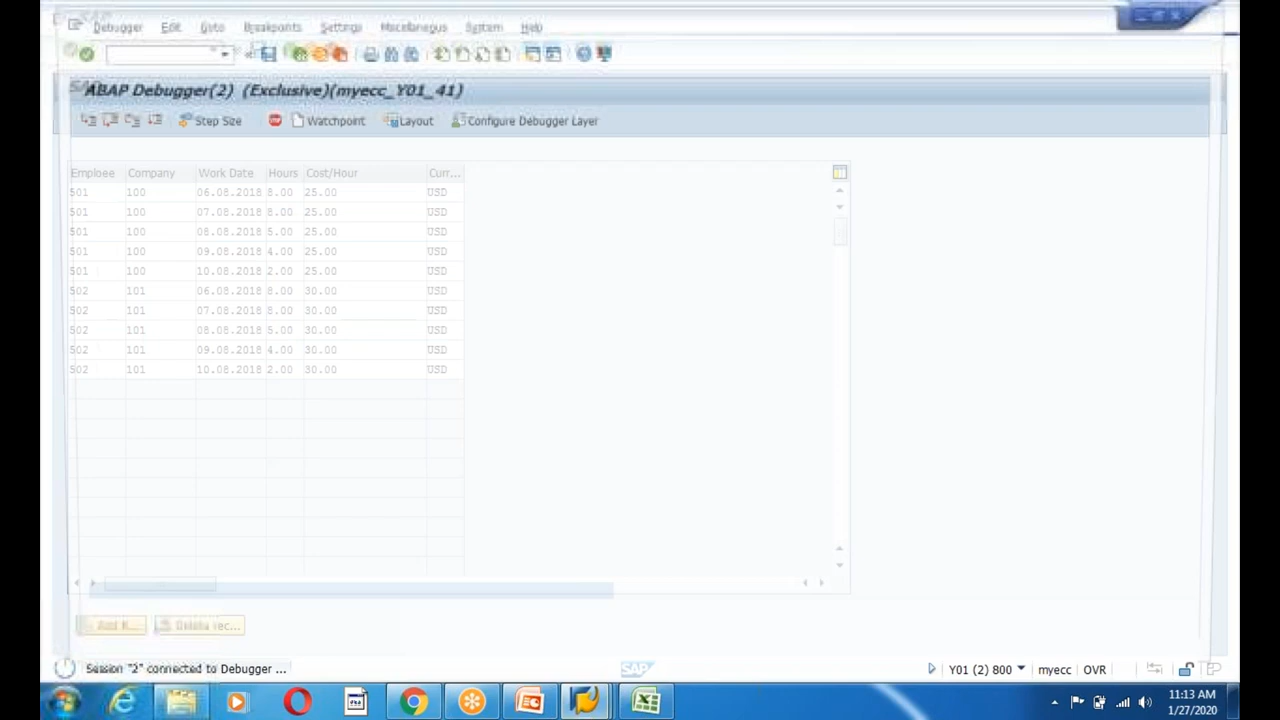 Debugger Edit Goto Breakpoints Settings Miscellaneous System Help
ABAP Debugger(2) (Exclusive)(myecc_Y01_41)
Step Size Watchpoint Layout Configure Debugger Layer
Emploee Company Work Date Hours Cost/Hour Curr...
501 100 06.08.2018 8.00 25.00 USD
501 100 07.08.2018 8.00 25.00 USD
501 100 08.08.2018 5.00 25.00 USD
501 100 09.08.2018 4.00 25.00 USD
501 100 10.08.2018 2.00 25.00 USD
502 101 06.08.2018 8.00 30.00 USD
502 101 07.08.2018 8.00 30.00 USD
502 101 08.08.2018 5.00 30.00 USD
502 101 09.08.2018 4.00 30.00 USD
502 101 10.08.2018 2.00 30.00 USD
Add R... Delete rec...
Session "2" connected to Debugger ... SAP Y01 (2) 800 myecc OVR
11:13 AM
1/27/2020